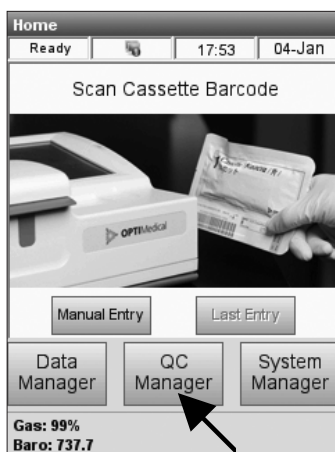 Home
Ready 17:53 04-Jan
Scan Cassette Barcode
OPTIMedical
Manual Entry Last Entry
Data Manager
QC Manager
System Manager
Gas: 99%
Baro: 737.7